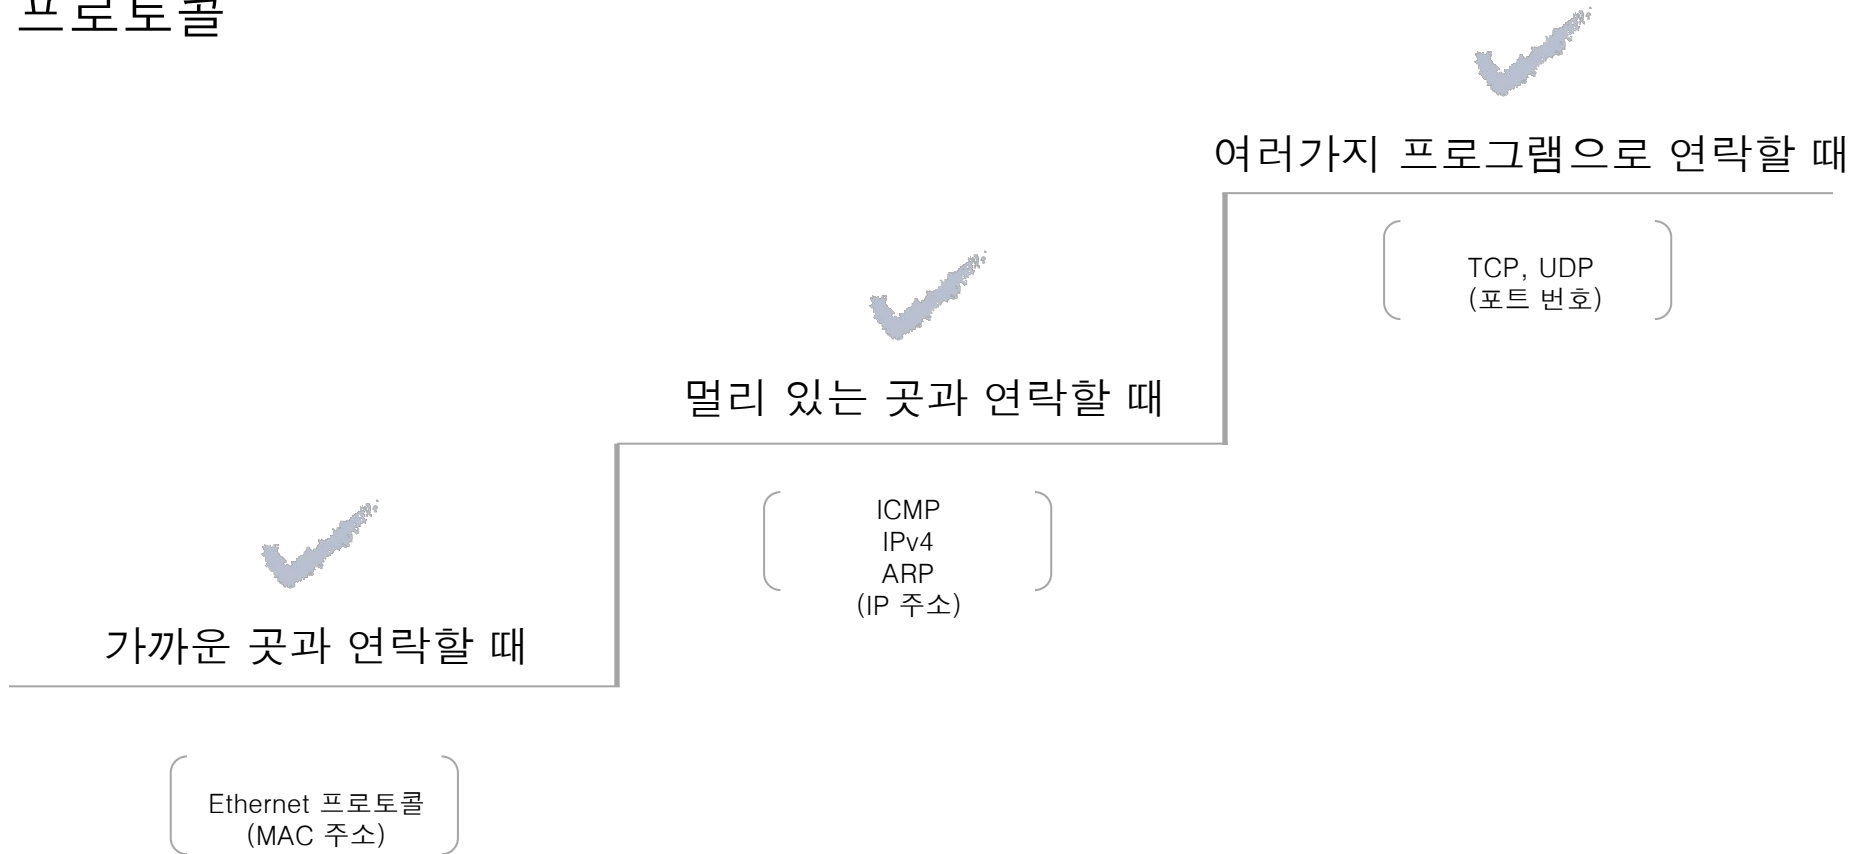 프로토콜
여러가지 프로그램으로 연락할 때
TCP, UDP
(포트 번호)
멀리 있는 곳과 연락할 때
ICMP
IPv4
ARP
(IP 주소)
가까운 곳과 연락할 때
Ethernet 프로토콜
(MAC 주소)